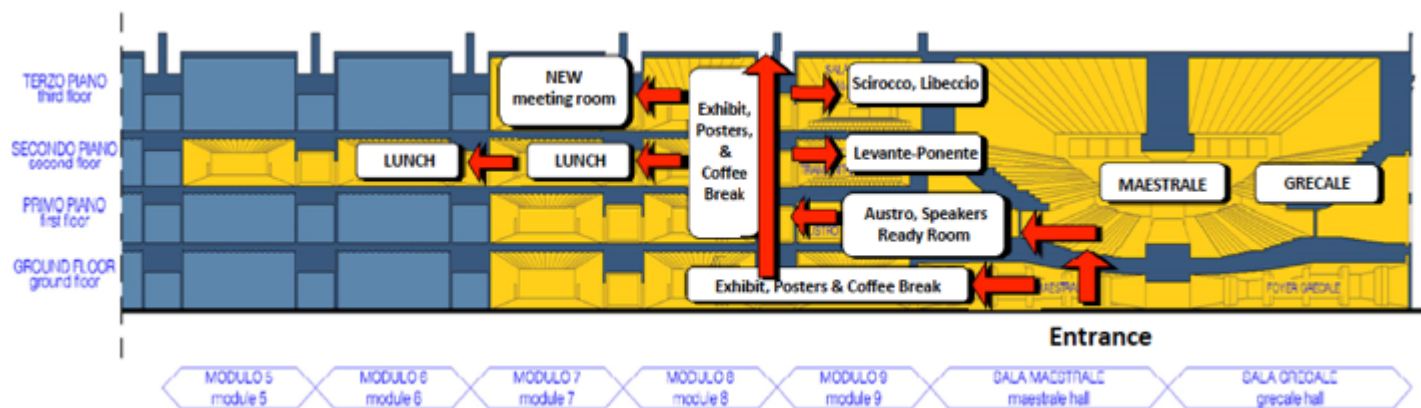 TERZO PIANO
third floor
SECONDO PIANO
second floor
PRIMO PIANO
first floor
GROUND FLOOR
ground floor
NEW
meeting room
Exhibit,
Posters,
&
Coffee
Break
SALA
Scirocco, Libeccio
LUNCH
LUNCH
Levante-Ponente
MAESTRALE
GRECALE
Austro, Speakers
Ready Room
Exhibit, Posters & Coffee Break
FOYER GRECALE
Entrance
MODULO 5
module 5
MODULO 6
module 6
MODULO 7
module 7
MODULO 8
module 8
MODULO 9
module 9
SALA MAESTRALE
maestrale hall
SALA GRECALE
grecale hall